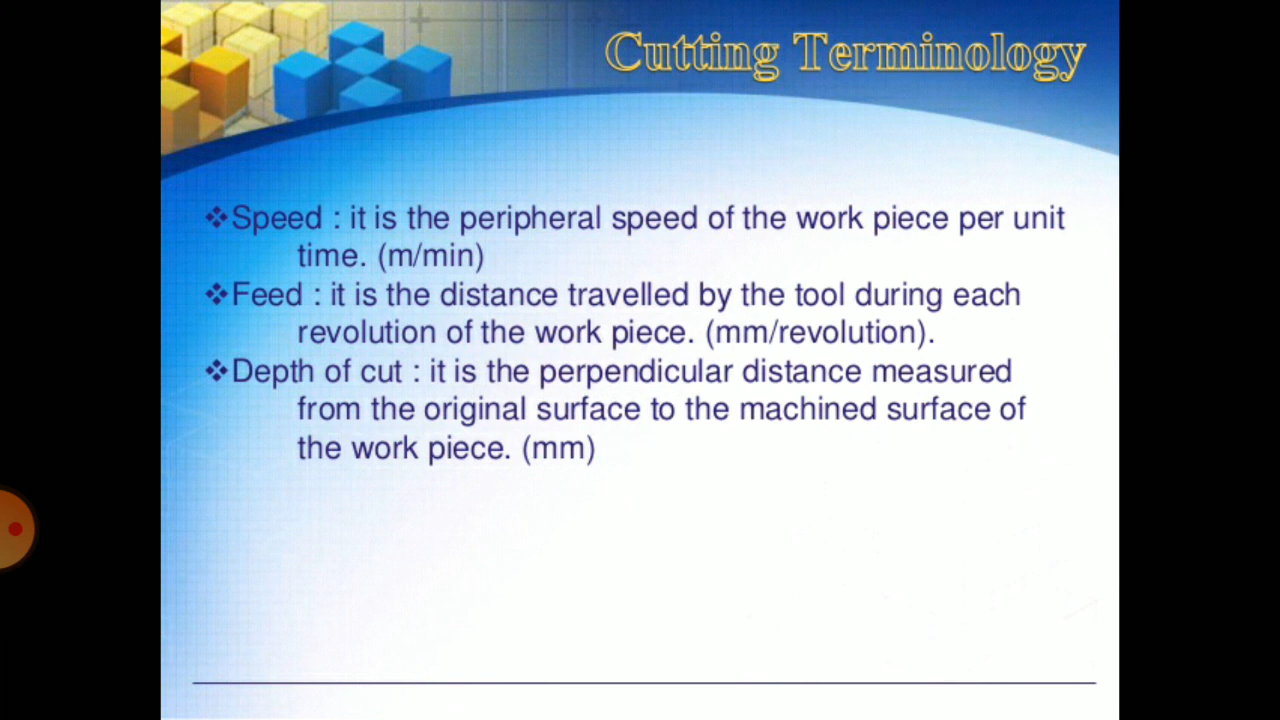 Cutting Terminology
❖Speed : it is the peripheral speed of the work piece per unit
time. (m/min)
❖Feed : it is the distance travelled by the tool during each
revolution of the work piece. (mm/revolution).
❖Depth of cut : it is the perpendicular distance measured
from the original surface to the machined surface of
the work piece. (mm)